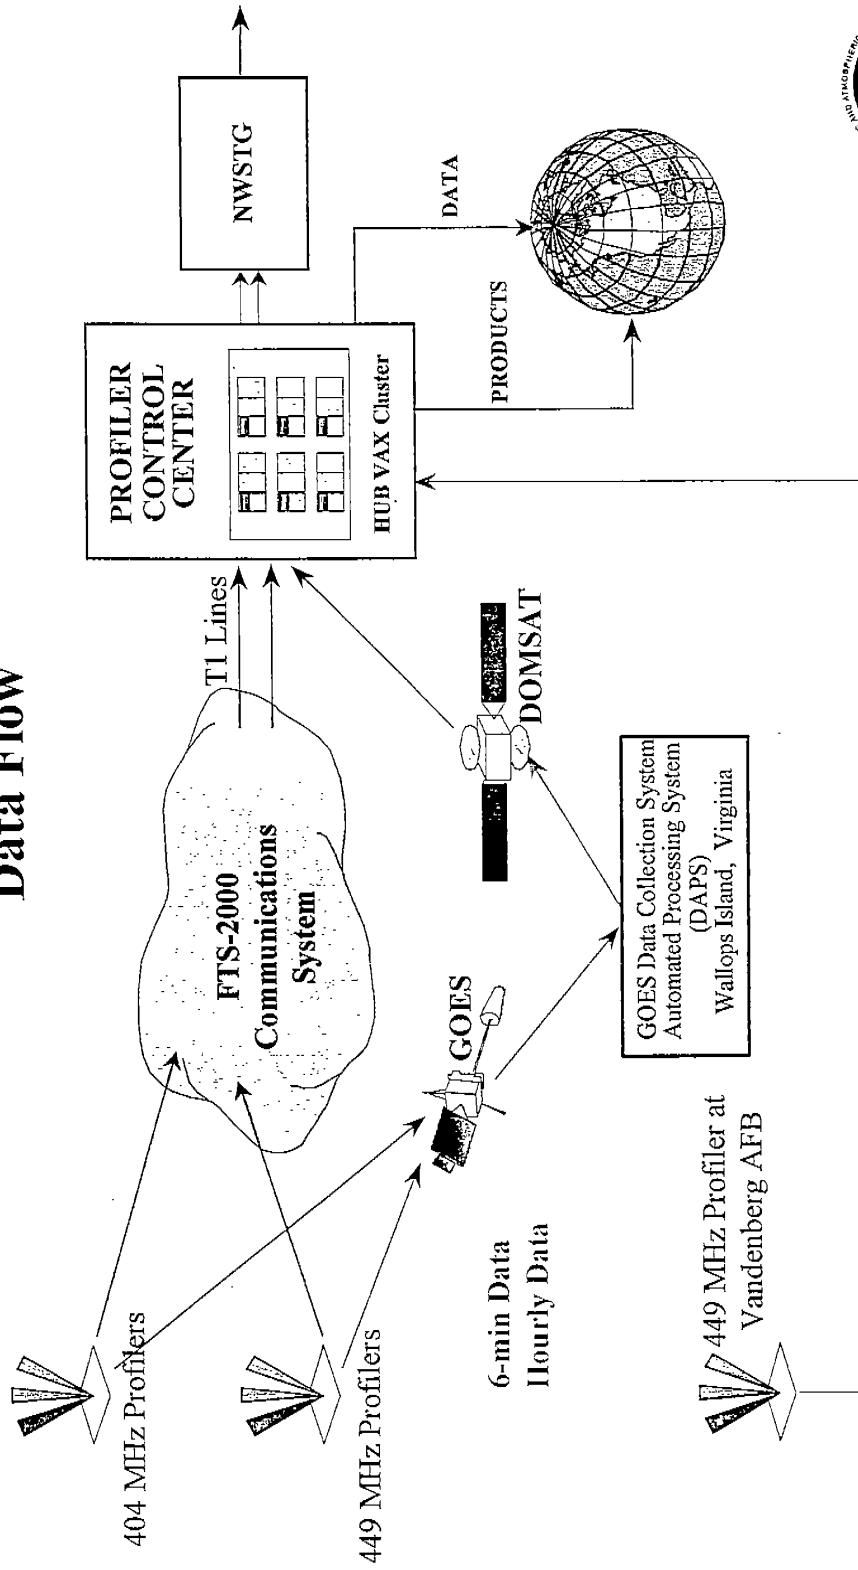 Data Flow
404 MHz Profilers
449 MHz Profilers
FTS-2000
Communications
System
T1 Lines
PROFILER
CONTROL
CENTER
HUB VAX Cluster
NWSTG
GOES
DOMSAT
PRODUCTS
DATA
6-min Data
Hourly Data
GOES Data Collection System
Automated Processing System
(DAPS)
Wallops Island, Virginia
449 MHz Profiler at
Vandenberg AFB
AND ATMOSPHERIC